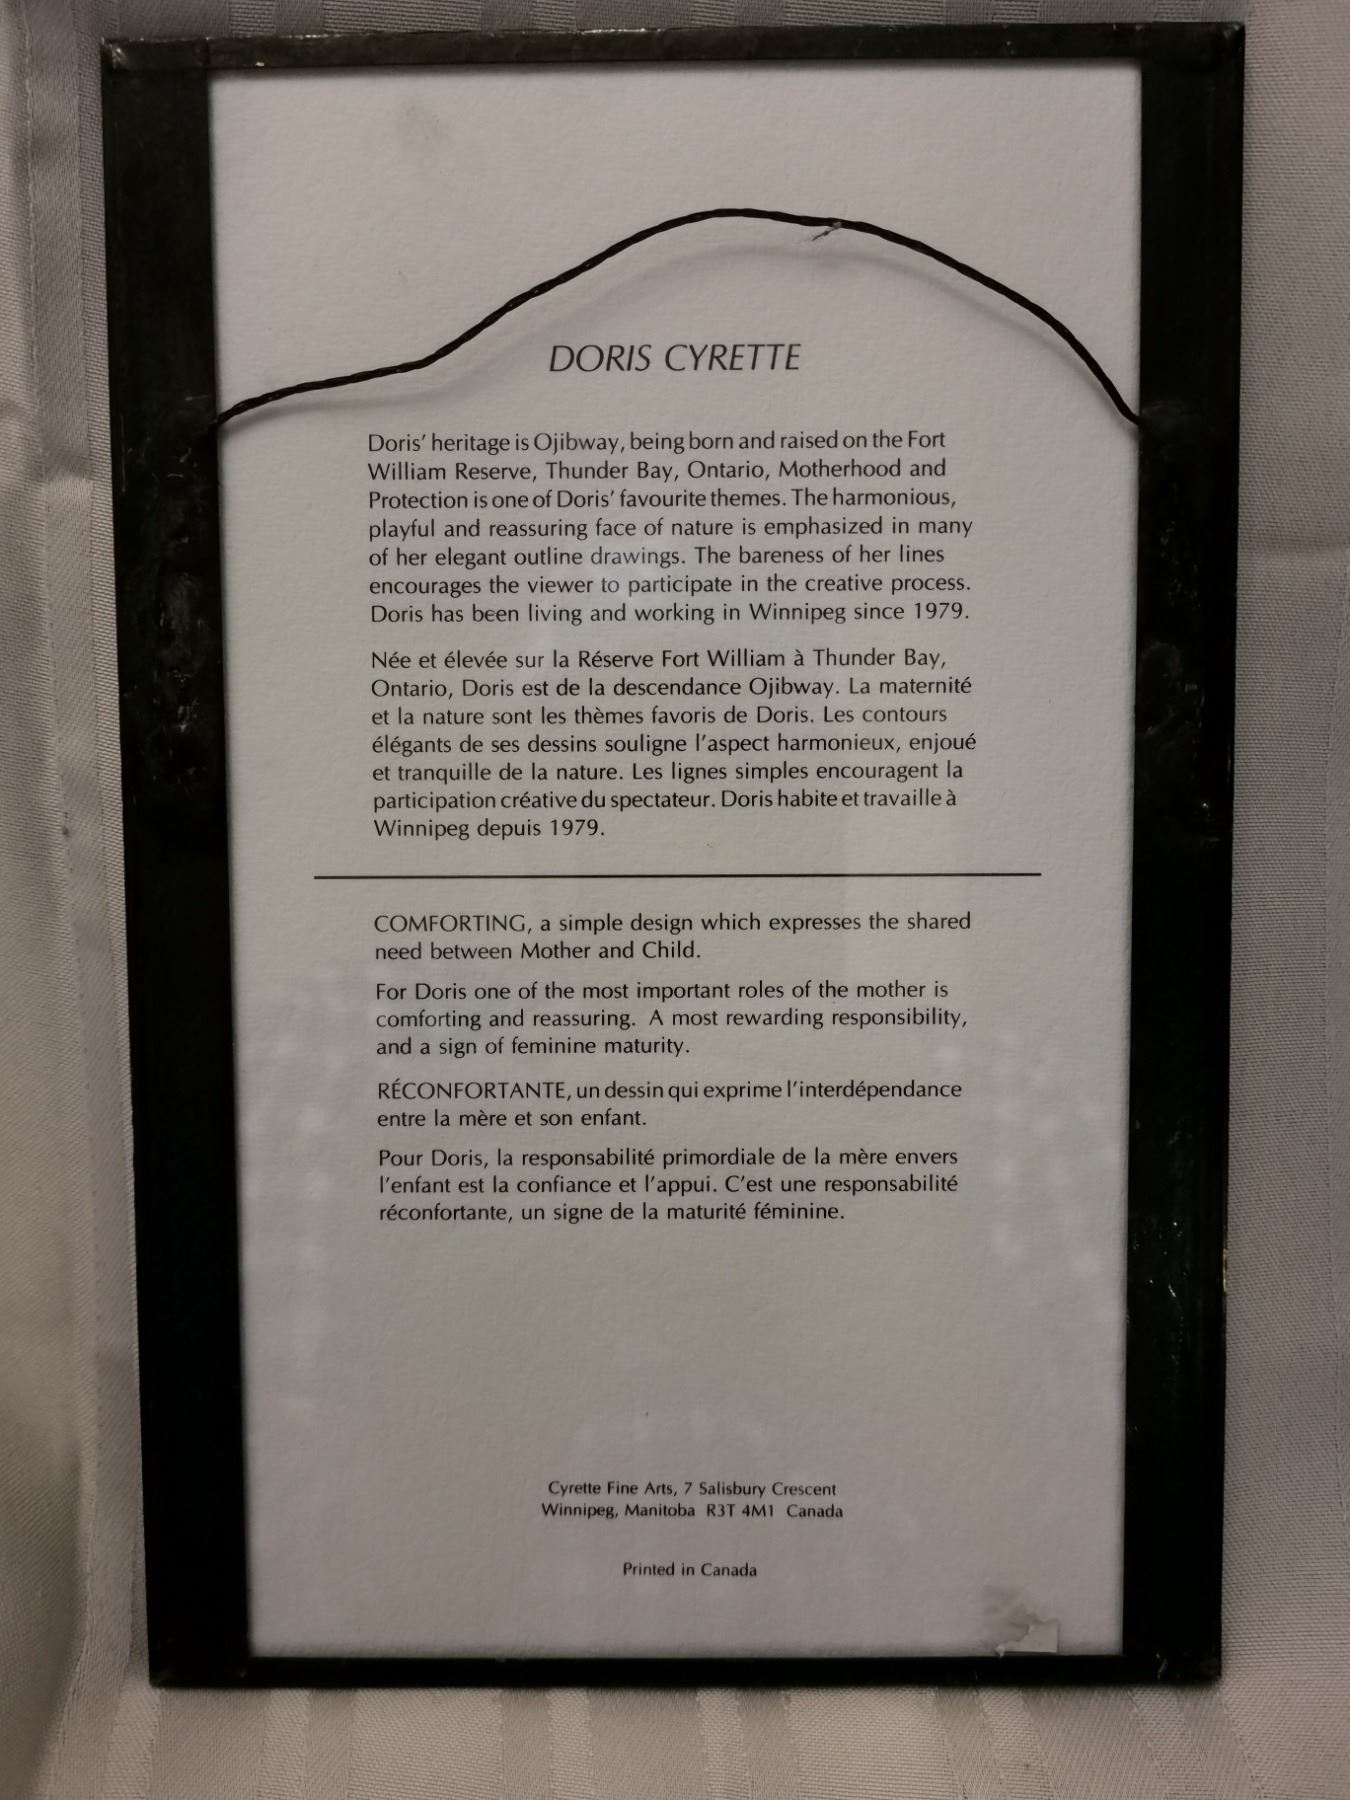 DORIS CYRETTE
Doris' heritage is Ojibway, being born and raised on the Fort
William Reserve, Thunder Bay, Ontario, Motherhood and
Protection is one of Doris' favourite themes. The harmonious,
playful and reassuring face of nature is emphasized in many
of her elegant outline drawings. The bareness of her lines
encourages the viewer to participate in the creative process.
Doris has been living and working in Winnipeg since 1979.
Née et élevée sur la Réserve Fort William à Thunder Bay,
Ontario, Doris est de la descendance Ojibway. La maternité
et la nature sont les thèmes favoris de Doris. Les contours
élégants de ses dessins souligne l'aspect harmonieux, enjoué
et tranquille de la nature. Les lignes simples encouragent la
participation créative du spectateur. Doris habite et travaille à
Winnipeg depuis 1979.
COMFORTING, a simple design which expresses the shared
need between Mother and Child.
For Doris one of the most important roles of the mother is
comforting and reassuring. A most rewarding responsibility,
and a sign of feminine maturity.
RÉCONFORTANTE, un dessin qui exprime l'interdépendance
entre la mère et son enfant.
Pour Doris, la responsabilité primordiale de la mère envers
l'enfant est la confiance et l'appui. C'est une responsabilité
réconfortante, un signe de la maturité féminine.
Cyrette Fine Arts, 7 Salisbury Crescent
Winnipeg, Manitoba R3T 4M1 Canada
Printed in Canada